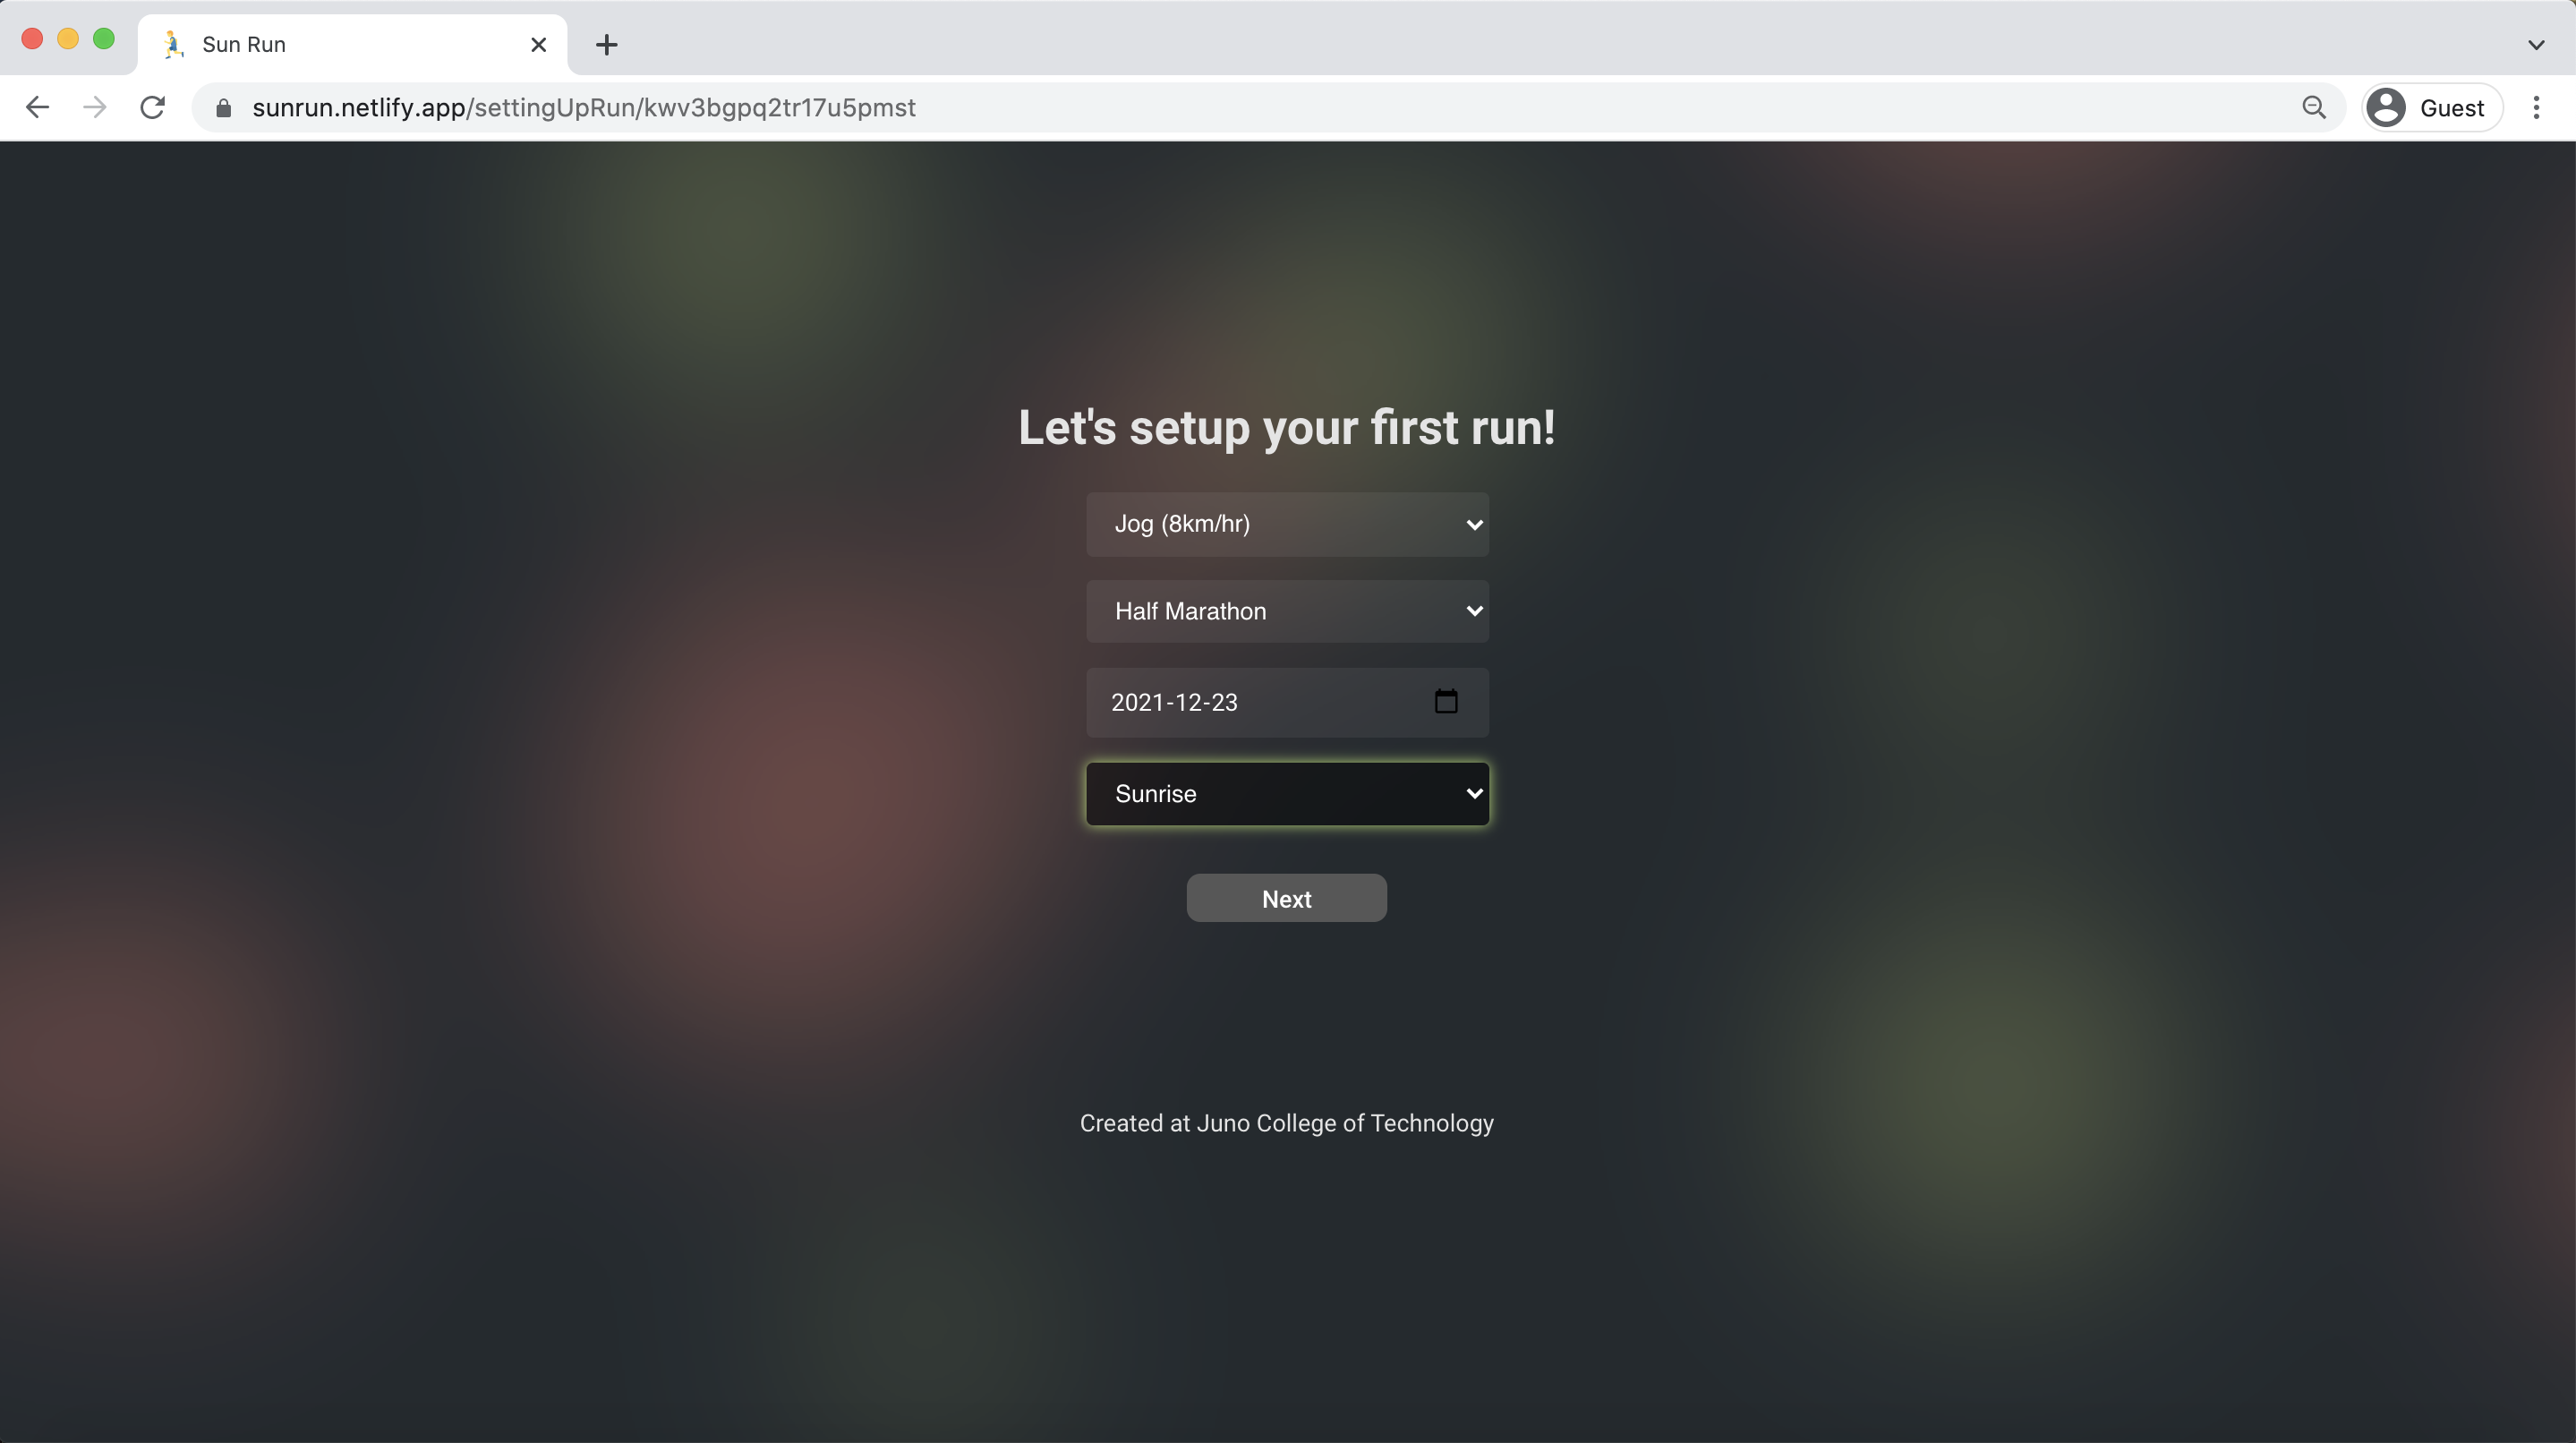 Sun Run
sunrun.netlify.app/settingUpRun/kwv3bgpq2tr17u5pmst
Guest
Let's setup your first run!
Jog (8km/hr)
Half Marathon
2021-12-23
Sunrise
Next
Created at Juno College of Technology